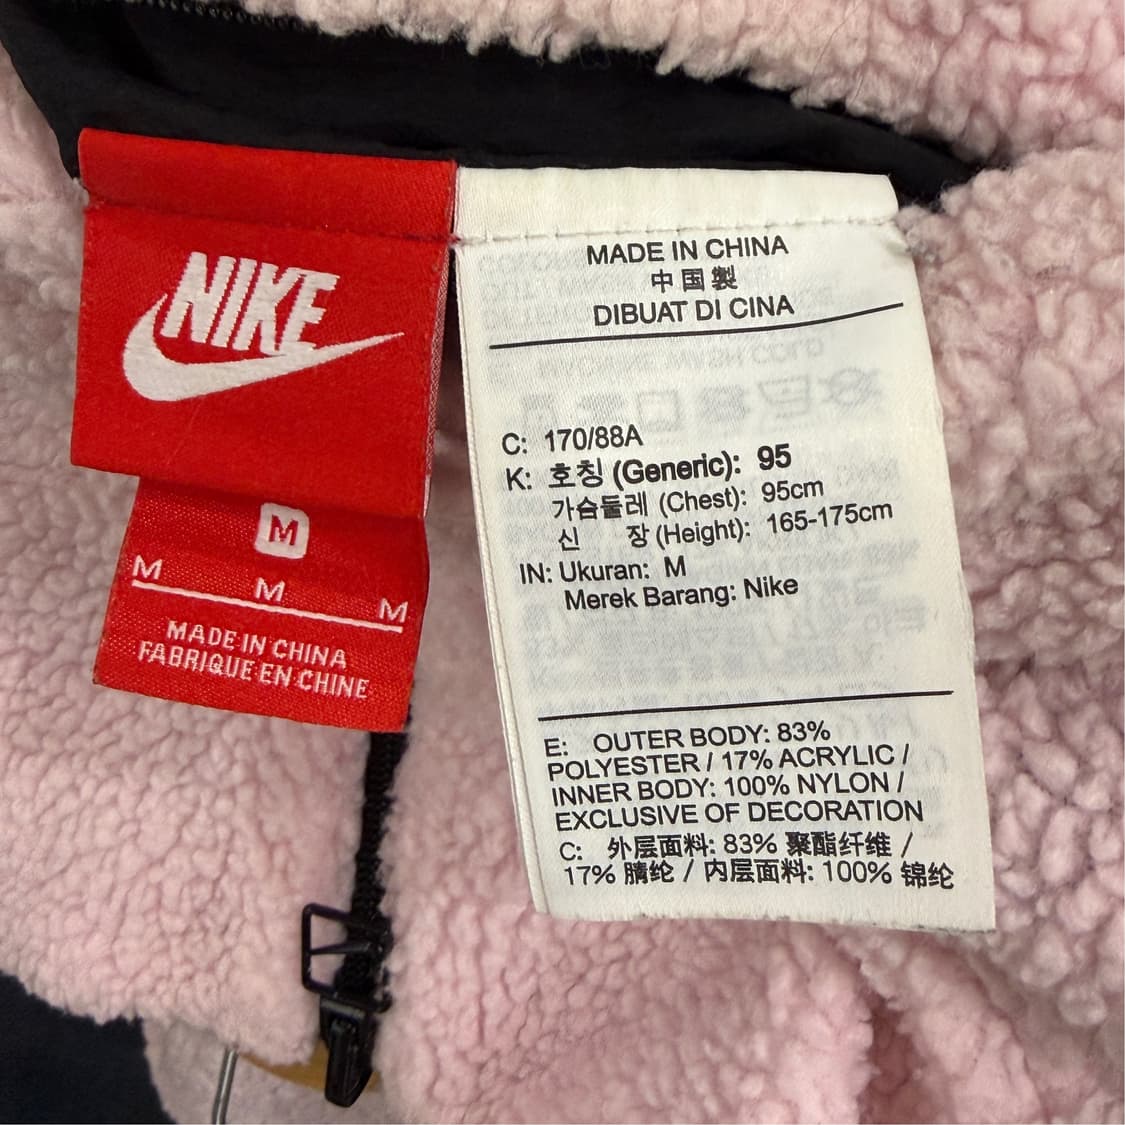 NIKE
M
M
M
M
MADE IN CHINA
FABRIQUE EN CHINE
MADE IN CHINA
中国製
DIBUAT DI CINA
C: 170/88A
K: 호칭 (Generic): 95
가슴둘레 (Chest): 95cm
신 장 (Height): 165-175cm
IN: Ukuran: M
Merek Barang: Nike
E: OUTER BODY: 83%
POLYESTER / 17% ACRYLIC /
INNER BODY: 100% NYLON /
EXCLUSIVE OF DECORATION
C: 外层面料: 83% 聚酯纤维 /
17% 腈纶 / 内层面料: 100% 锦纶